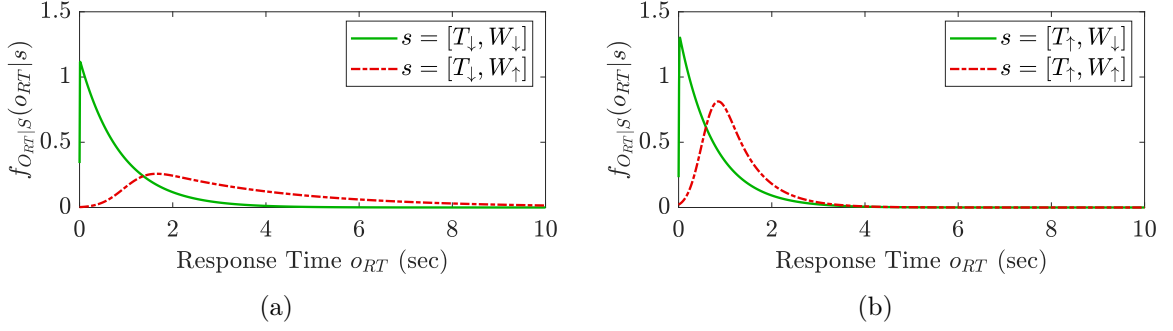 1.5
1
0.5
0
f_{O_{RT}|S}(o_{RT}|s)
s = [T↓, W↓]
s = [T↓, W↑]
0 2 4 6 8 10
Response Time o_{RT} (sec)
(a)
1.5
1
0.5
0
f_{O_{RT}|S}(o_{RT}|s)
s = [T↑, W↓]
s = [T↑, W↑]
0 2 4 6 8 10
Response Time o_{RT} (sec)
(b)